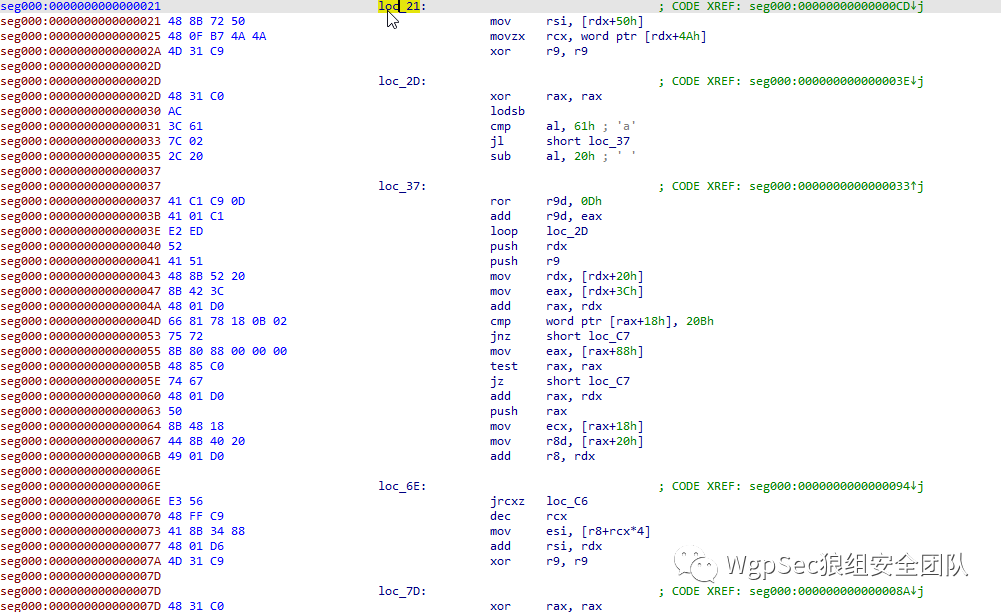 seg000:0000000000000021 loc_21: ; CODE XREF: seg000:00000000000000CD↓j
seg000:0000000000000021 48 8B 72 50 mov rsi, [rdx+50h]
seg000:0000000000000025 48 0F B7 4A 4A movzx rcx, word ptr [rdx+4Ah]
seg000:000000000000002A 4D 31 C9 xor r9, r9
seg000:000000000000002D
seg000:000000000000002D loc_2D: ; CODE XREF: seg000:000000000000003E↓j
seg000:000000000000002D 48 31 C0 xor rax, rax
seg000:0000000000000030 AC lodsb
seg000:0000000000000031 3C 61 cmp al, 61h ; 'a'
seg000:0000000000000033 7C 02 jl short loc_37
seg000:0000000000000035 2C 20 sub al, 20h ; ' '
seg000:0000000000000037
seg000:0000000000000037 loc_37: ; CODE XREF: seg000:0000000000000033↑j
seg000:0000000000000037 41 C1 C9 0D ror r9d, 0Dh
seg000:000000000000003B 41 01 C1 add r9d, eax
seg000:000000000000003E E2 ED loop loc_2D
seg000:0000000000000040 52 push rdx
seg000:0000000000000041 41 51 push r9
seg000:0000000000000043 48 8B 52 20 mov rdx, [rdx+20h]
seg000:0000000000000047 8B 42 3C mov eax, [rdx+3Ch]
seg000:000000000000004A 48 01 D0 add rax, rdx
seg000:000000000000004D 66 81 78 18 0B 02 cmp word ptr [rax+18h], 20Bh
seg000:0000000000000053 75 72 jnz short loc_C7
seg000:0000000000000055 8B 80 88 00 00 00 mov eax, [rax+88h]
seg000:000000000000005B 48 85 C0 test rax, rax
seg000:000000000000005E 74 67 jz short loc_C7
seg000:0000000000000060 48 01 D0 add rax, rdx
seg000:0000000000000063 50 push rax
seg000:0000000000000064 8B 48 18 mov ecx, [rax+18h]
seg000:0000000000000067 44 8B 40 20 mov r8d, [rax+20h]
seg000:000000000000006B 49 01 D0 add r8, rdx
seg000:000000000000006E
seg000:000000000000006E loc_6E: ; CODE XREF: seg000:0000000000000094↓j
seg000:000000000000006E E3 56 jrcxz loc_C6
seg000:0000000000000070 48 FF C9 dec rcx
seg000:0000000000000073 41 8B 34 88 mov esi, [r8+rcx*4]
seg000:0000000000000077 48 01 D6 add rsi, rdx
seg000:000000000000007A 4D 31 C9 xor r9, r9
seg000:000000000000007D
seg000:000000000000007D loc_7D: ; CODE XREF: seg000:000000000000008A↓j
seg000:000000000000007D 48 31 C0 xor rax, rax
WgpSec狼组安全团队